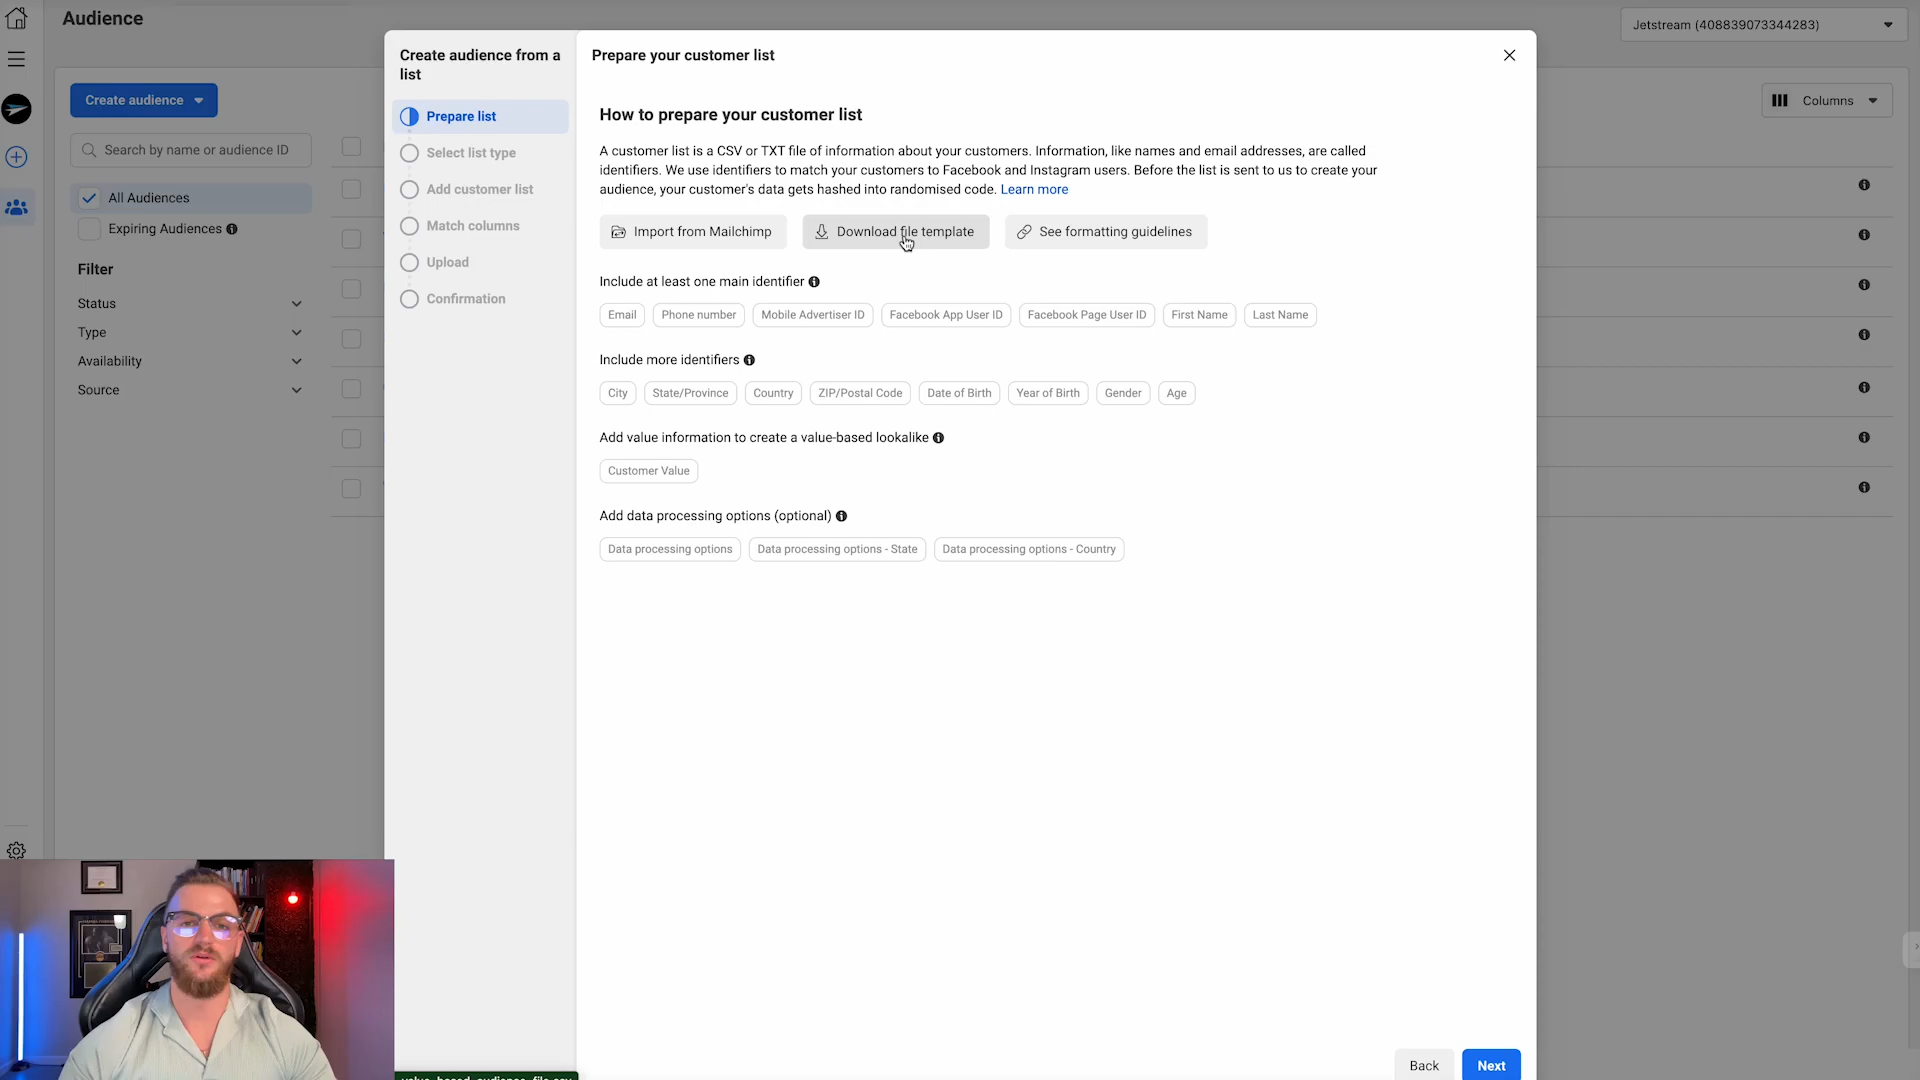 Audience
Jetstream (408839073344283)
Create audience
Columns
Search by name or audience ID
All Audiences
Expiring Audiences
Filter
Status
Type
Availability
Source
Create audience from a
list
Prepare list
Select list type
Add customer list
Match columns
Upload
Confirmation
Prepare your customer list
How to prepare your customer list
A customer list is a CSV or TXT file of information about your customers. Information, like names and email addresses, are called
identifiers. We use identifiers to match your customers to Facebook and Instagram users. Before the list is sent to us to create your
audience, your customer's data gets hashed into randomised code. Learn more
Import from Mailchimp
Download file template
See formatting guidelines
Include at least one main identifier
Email Phone number Mobile Advertiser ID Facebook App User ID Facebook Page User ID First Name Last Name
Include more identifiers
City State/Province Country ZIP/Postal Code Date of Birth Year of Birth Gender Age
Add value information to create a value-based lookalike
Customer Value
Add data processing options (optional)
Data processing options Data processing options - State Data processing options - Country
Back
Next